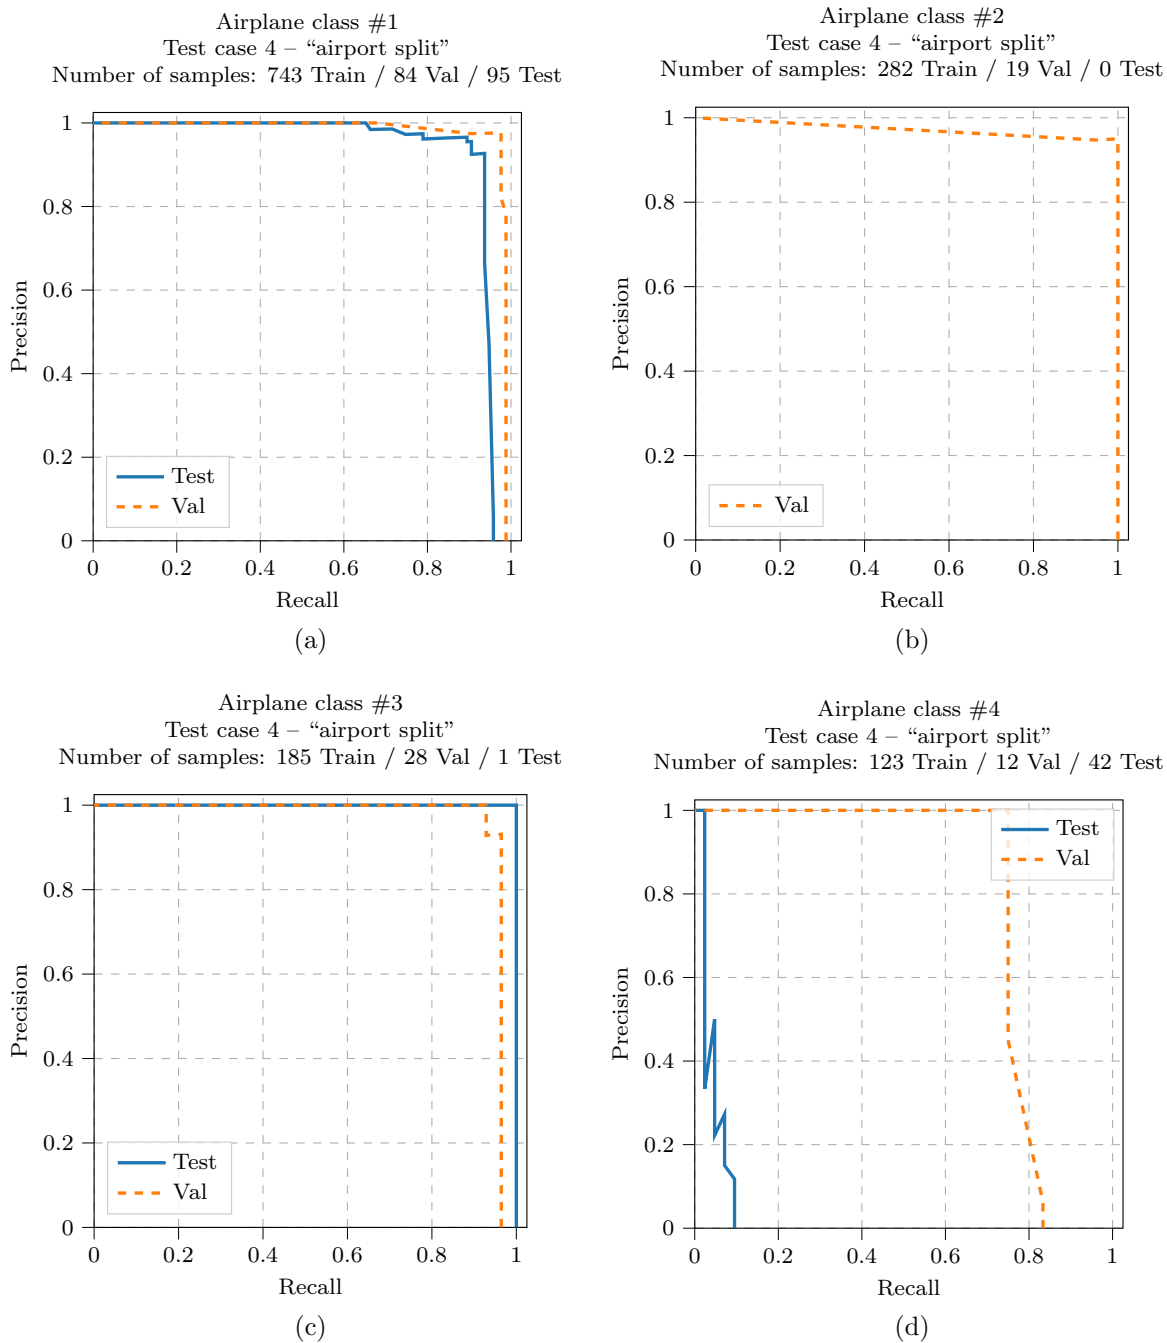 Airplane class #1
Test case 4 – “airport split”
Number of samples: 743 Train / 84 Val / 95 Test
1
0.8
0.6
0.4
0.2
0
Precision
Test
Val
0 0.2 0.4 0.6 0.8 1
Recall
(a)
Airplane class #2
Test case 4 – “airport split”
Number of samples: 282 Train / 19 Val / 0 Test
1
0.8
0.6
0.4
0.2
0
Precision
Val
0 0.2 0.4 0.6 0.8 1
Recall
(b)
Airplane class #3
Test case 4 – “airport split”
Number of samples: 185 Train / 28 Val / 1 Test
1
0.8
0.6
0.4
0.2
0
Precision
Test
Val
0 0.2 0.4 0.6 0.8 1
Recall
(c)
Airplane class #4
Test case 4 – “airport split”
Number of samples: 123 Train / 12 Val / 42 Test
1
0.8
0.6
0.4
0.2
0
Precision
Test
Val
0 0.2 0.4 0.6 0.8 1
Recall
(d)